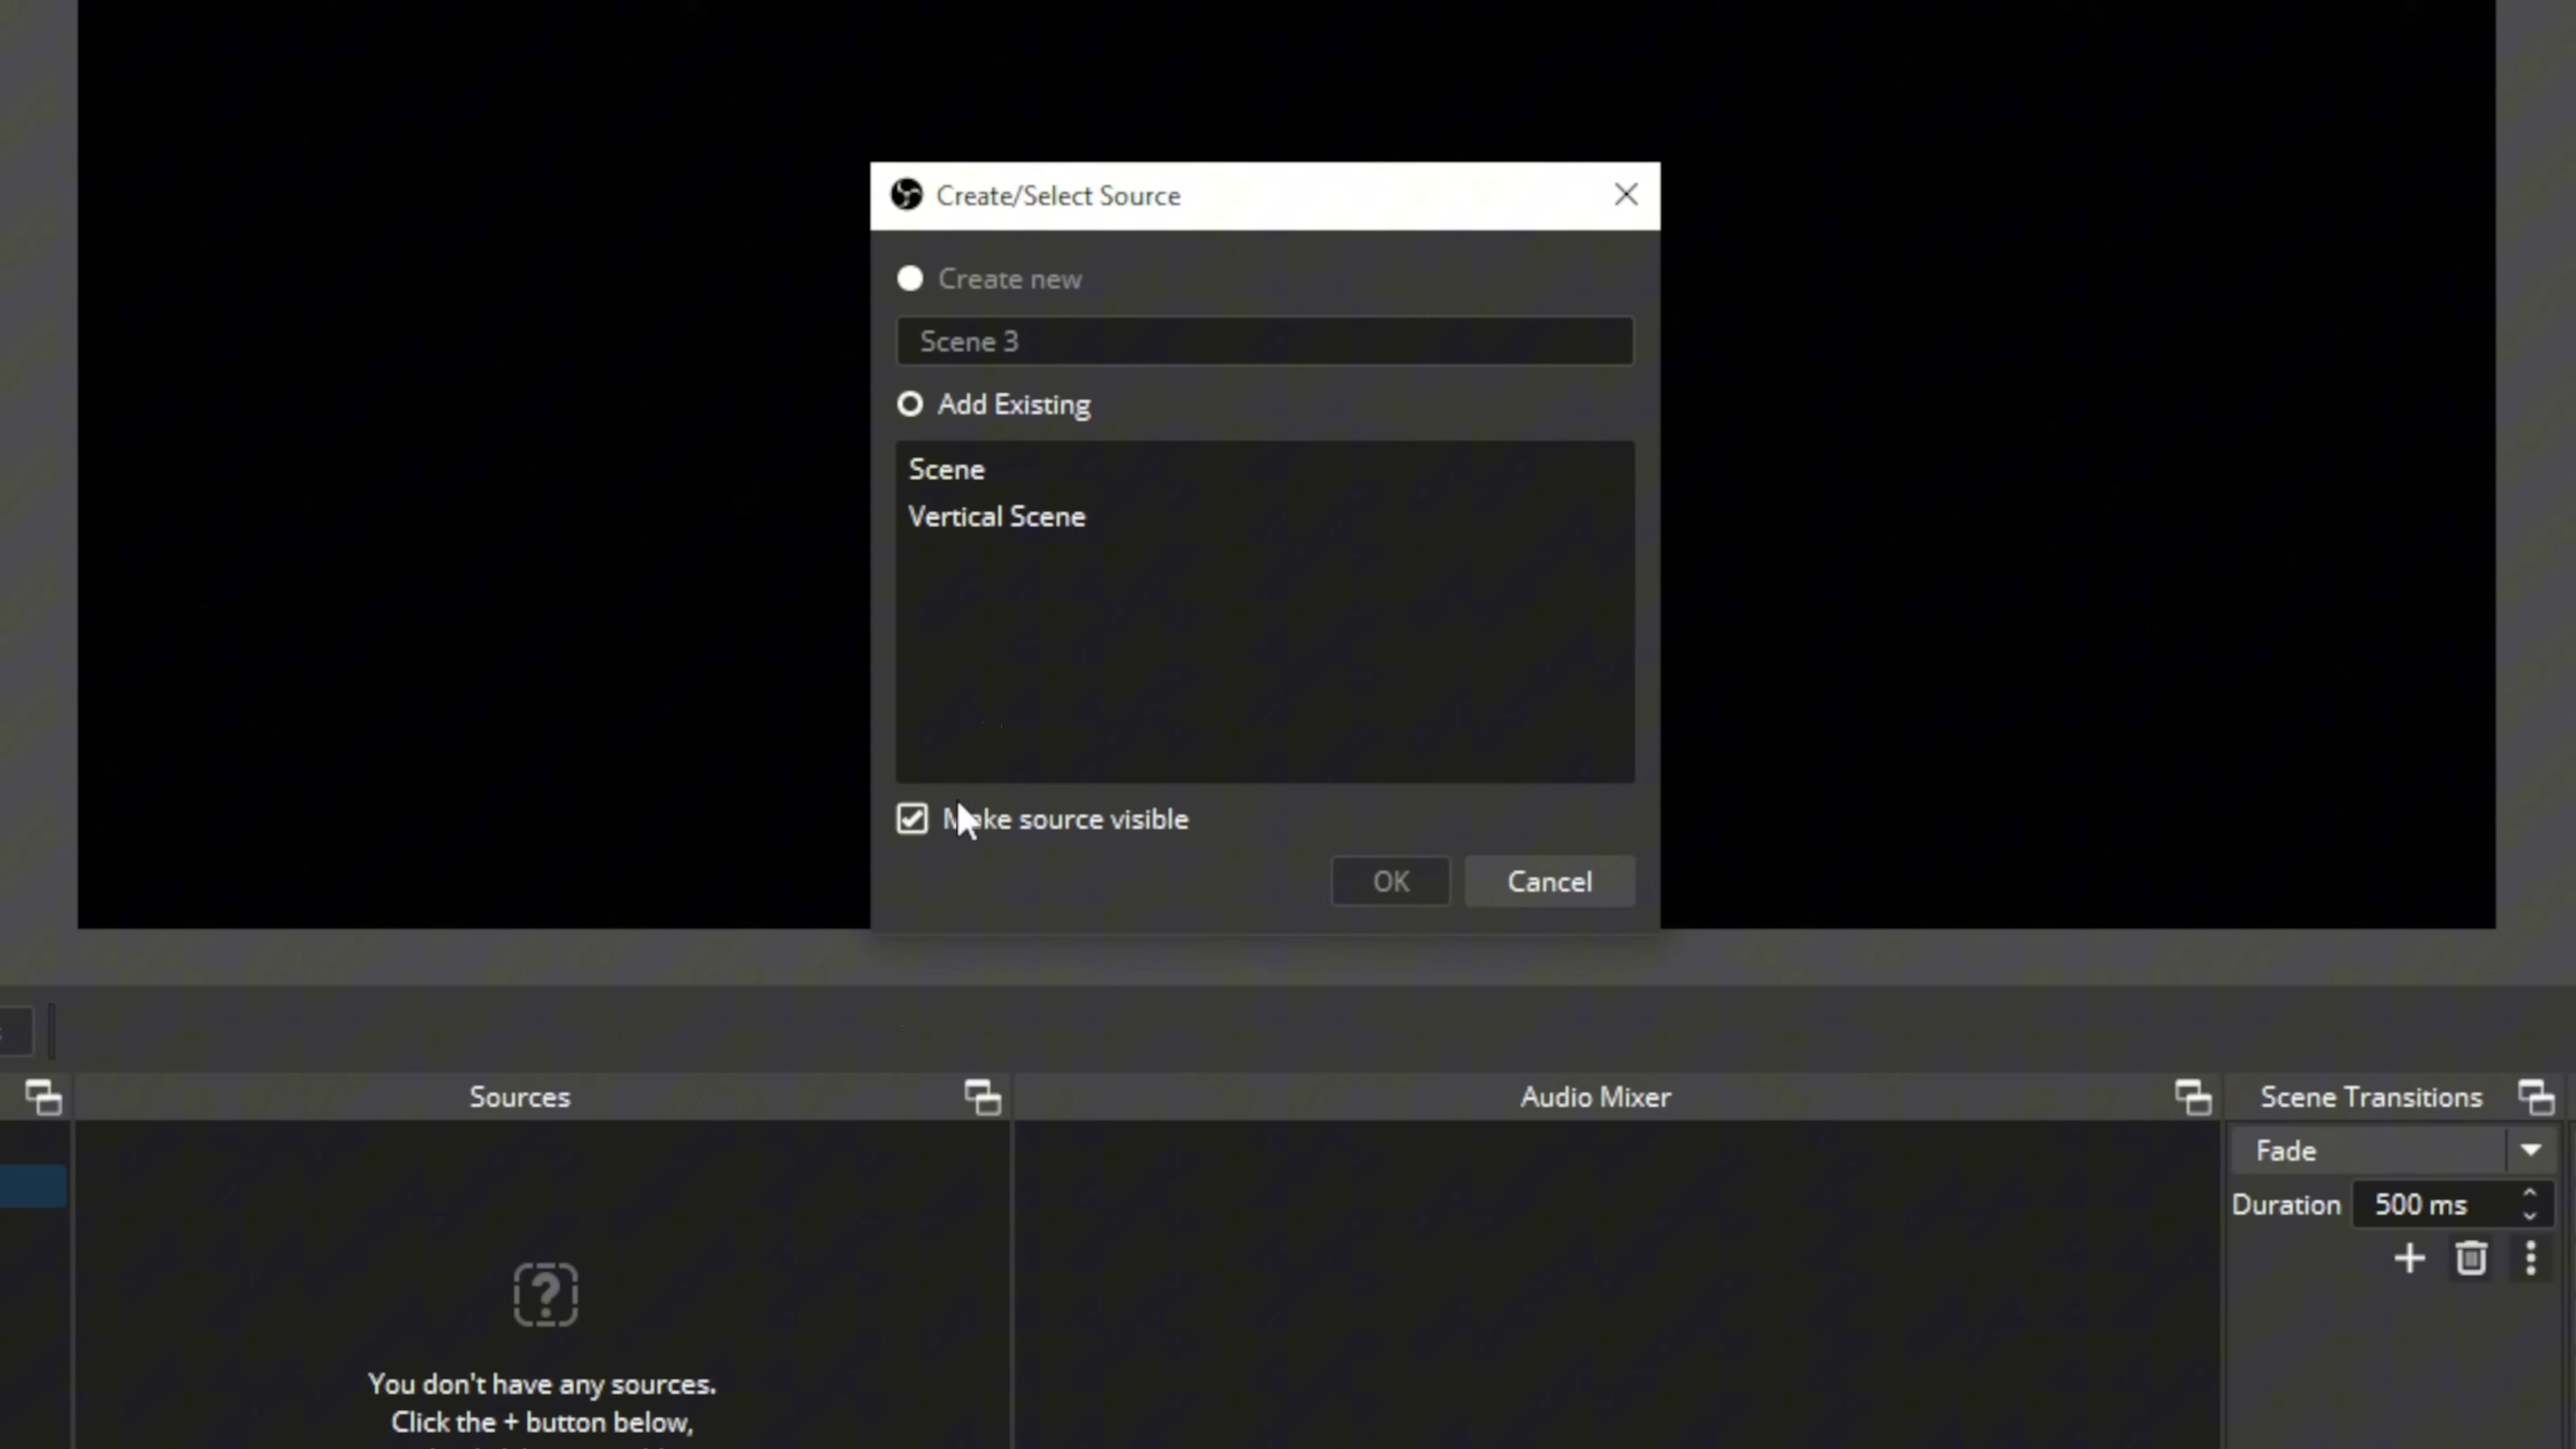 Create/Select Source
Create new
Scene 3
Add Existing
Scene
Vertical Scene
Make source visible
OK
Cancel
Sources
Audio Mixer
Scene Transitions
Fade
Duration
500 ms
You don't have any sources.
Click the + button below,